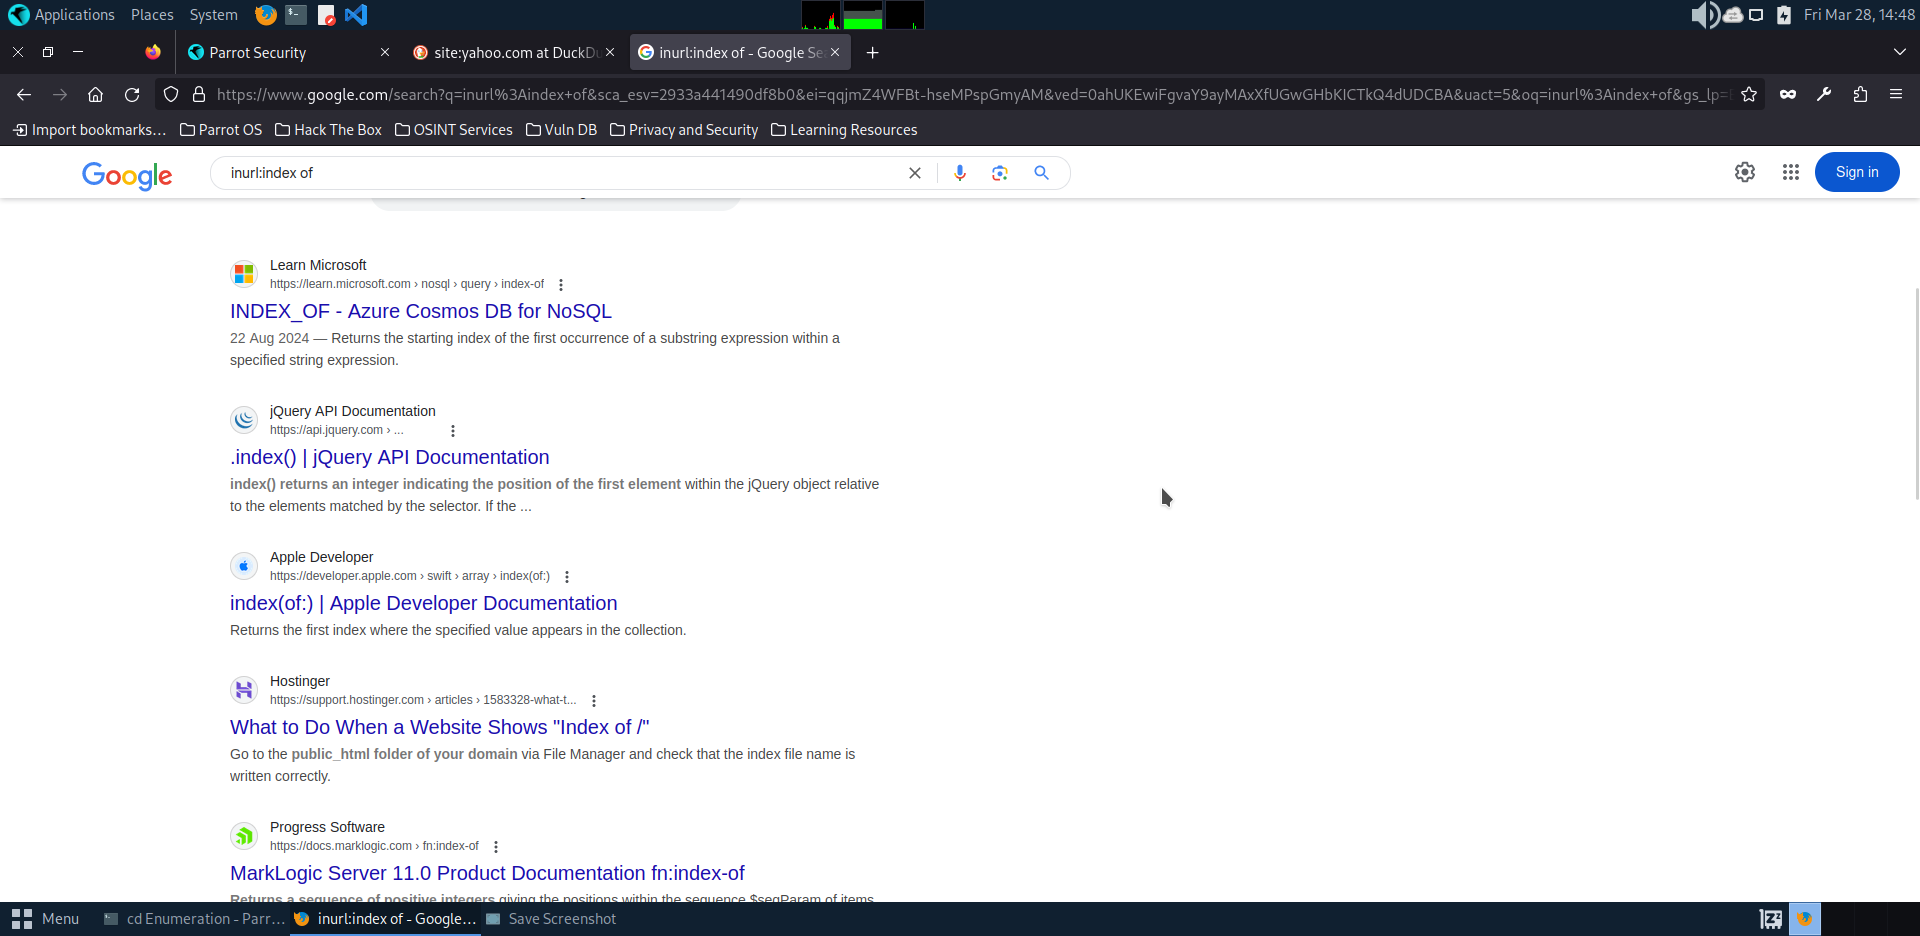 Applications Places System
Fri Mar 28, 14:48
Parrot Security
site:yahoo.com at DuckDu
inurl:index of - Google Se
https://www.google.com/search?q=inurl%3Aindex+of&sca_esv=2933a441490df8b0&ei=qqjmZ4WFBt-hseMPspGmyAM&ved=0ahUKEwiFgvaY9ayMAxXfUGwGHbKICTkQ4dUDCBA&uact=5&oq=inurl%3Aindex+of&gs_lp=
Import bookmarks...
Parrot OS
Hack The Box
OSINT Services
Vuln DB
Privacy and Security
Learning Resources
Google
inurl:index of
Sign in
Learn Microsoft
https://learn.microsoft.com › nosql › query › index-of
INDEX_OF - Azure Cosmos DB for NoSQL
22 Aug 2024 — Returns the starting index of the first occurrence of a substring expression within a
specified string expression.
jQuery API Documentation
https://api.jquery.com › ...
.index() | jQuery API Documentation
index() returns an integer indicating the position of the first element within the jQuery object relative
to the elements matched by the selector. If the ...
Apple Developer
https://developer.apple.com › swift › array › index(of:)
index(of:) | Apple Developer Documentation
Returns the first index where the specified value appears in the collection.
Hostinger
https://support.hostinger.com › articles › 1583328-what-t...
What to Do When a Website Shows "Index of /"
Go to the public_html folder of your domain via File Manager and check that the index file name is
written correctly.
Progress Software
https://docs.marklogic.com › fn:index-of
MarkLogic Server 11.0 Product Documentation fn:index-of
Returns a sequence of positive integers giving the positions within the sequence $seqParam of items
Menu
cd Enumeration - Parr...
inurl:index of - Google...
Save Screenshot